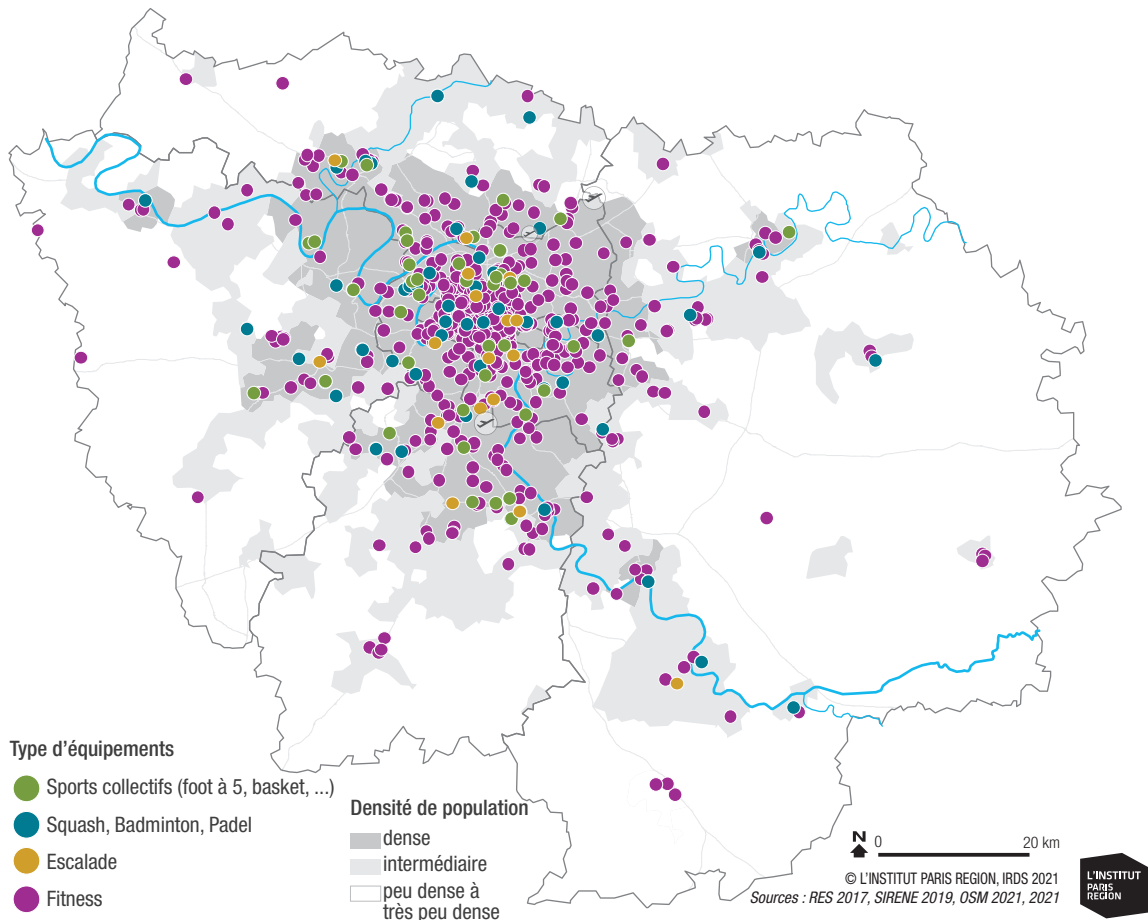 Type d'équipements
Sports collectifs (foot à 5, basket, ...)
Squash, Badminton, Padel
Escalade
Fitness
Densité de population
dense
intermédiaire
peu dense à
très peu dense
N
0
20 km
© L'INSTITUT PARIS REGION, IRDS 2021
Sources : RES 2017, SIRENE 2019, OSM 2021, 2021
L'INSTITUT
PARIS
REGION